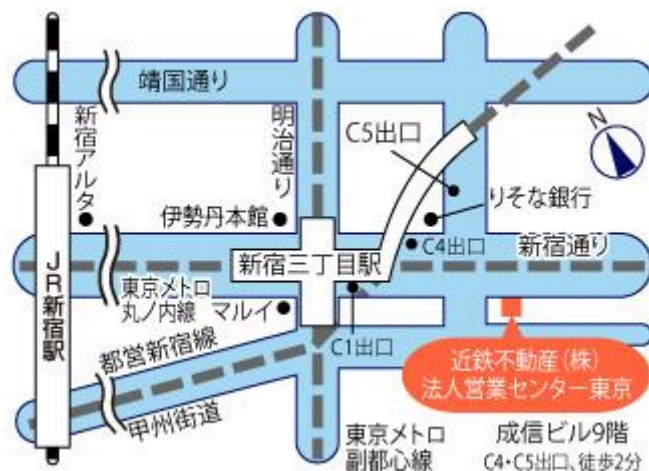 靖国通り
新宿アルタ
明治通り
C5出口
N
りそな銀行
伊勢丹本館
C4出口
新宿通り
新宿三丁目駅
JR新宿駅
東京メトロ
丸ノ内線
マルイ
C1出口
都営新宿線
甲州街道
近鉄不動産(株)
法人営業センター東京
東京メトロ
副都心線
成信ビル9階
C4・C5出口、徒歩2分